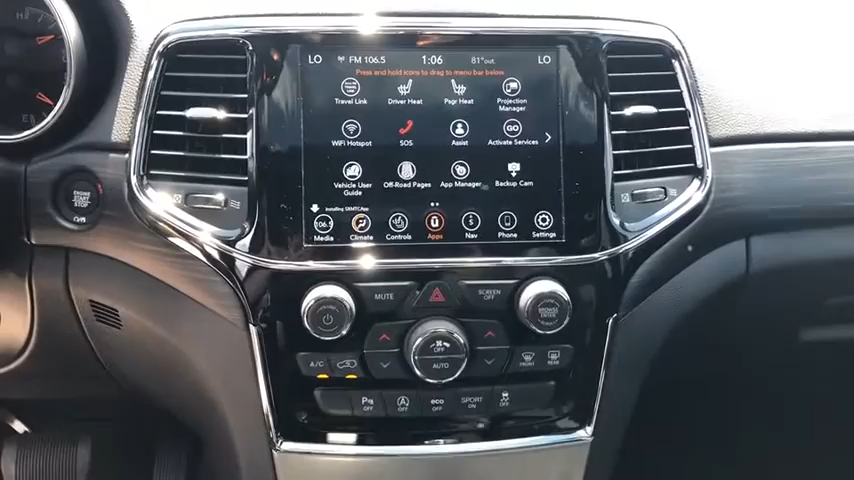 H
E
ENGINE
START
STOP
LO FM 106.5 1:06 81°out LO
Press and hold icons to drag to menu bar below
Travel Link Driver Heat Psgr Heat Projection
Manager
WiFi Hotspot SOS Assist GO
Activate Services
Vehicle User
Guide Off-Road Pages App Manager Backup Cam
Installing SXMTCApp
106.5
Media Climate Controls Apps Nav Phone Settings
MUTE SCREEN
OFF
BROWSE
ENTER
OFF
AUTO
A/C FRONT REAR
P OFF A OFF eco OFF SPORT ON OFF